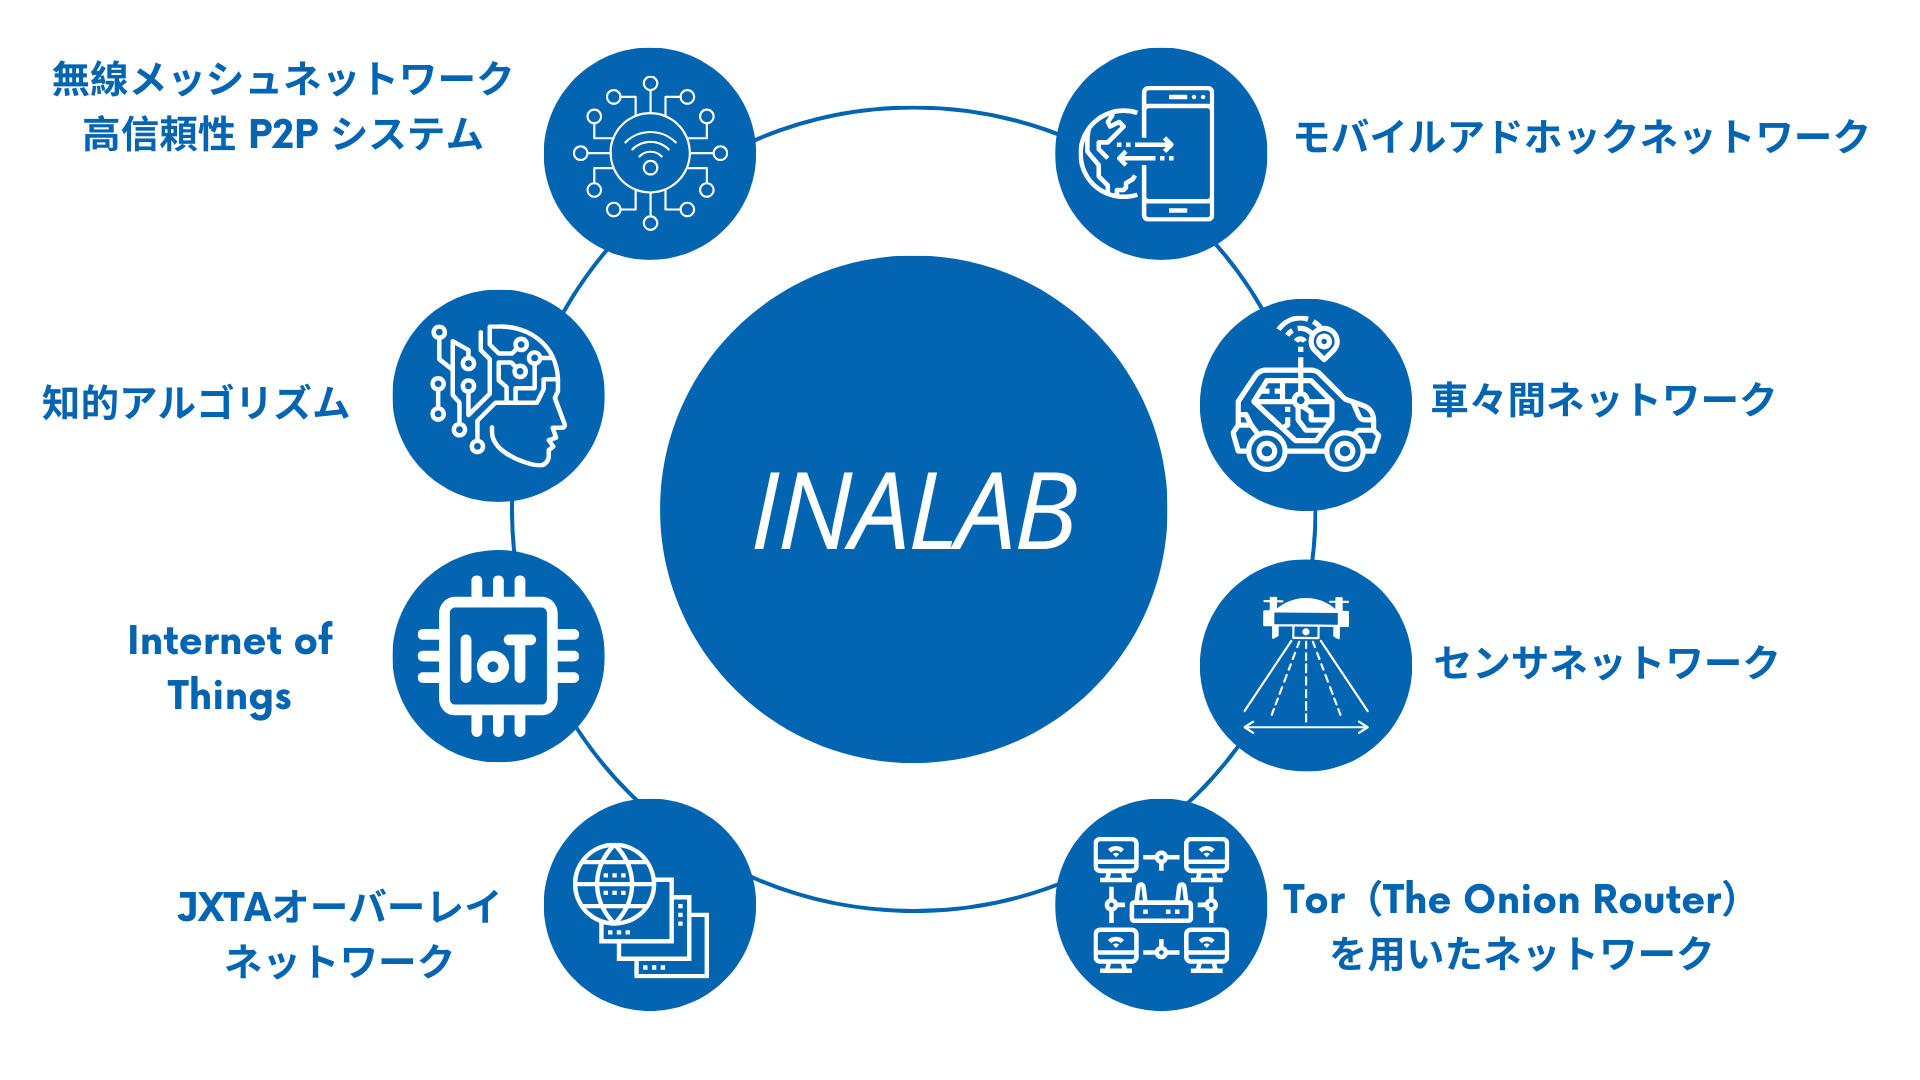 無線メッシュネットワーク
高信頼性 P2P システム
モバイルアドホックネットワーク
知的アルゴリズム
車々間ネットワーク
INALAB
Internet of
Things
IoT
センサネットワーク
JXTAオーバーレイ
ネットワーク
Tor（The Onion Router）
を用いたネットワーク